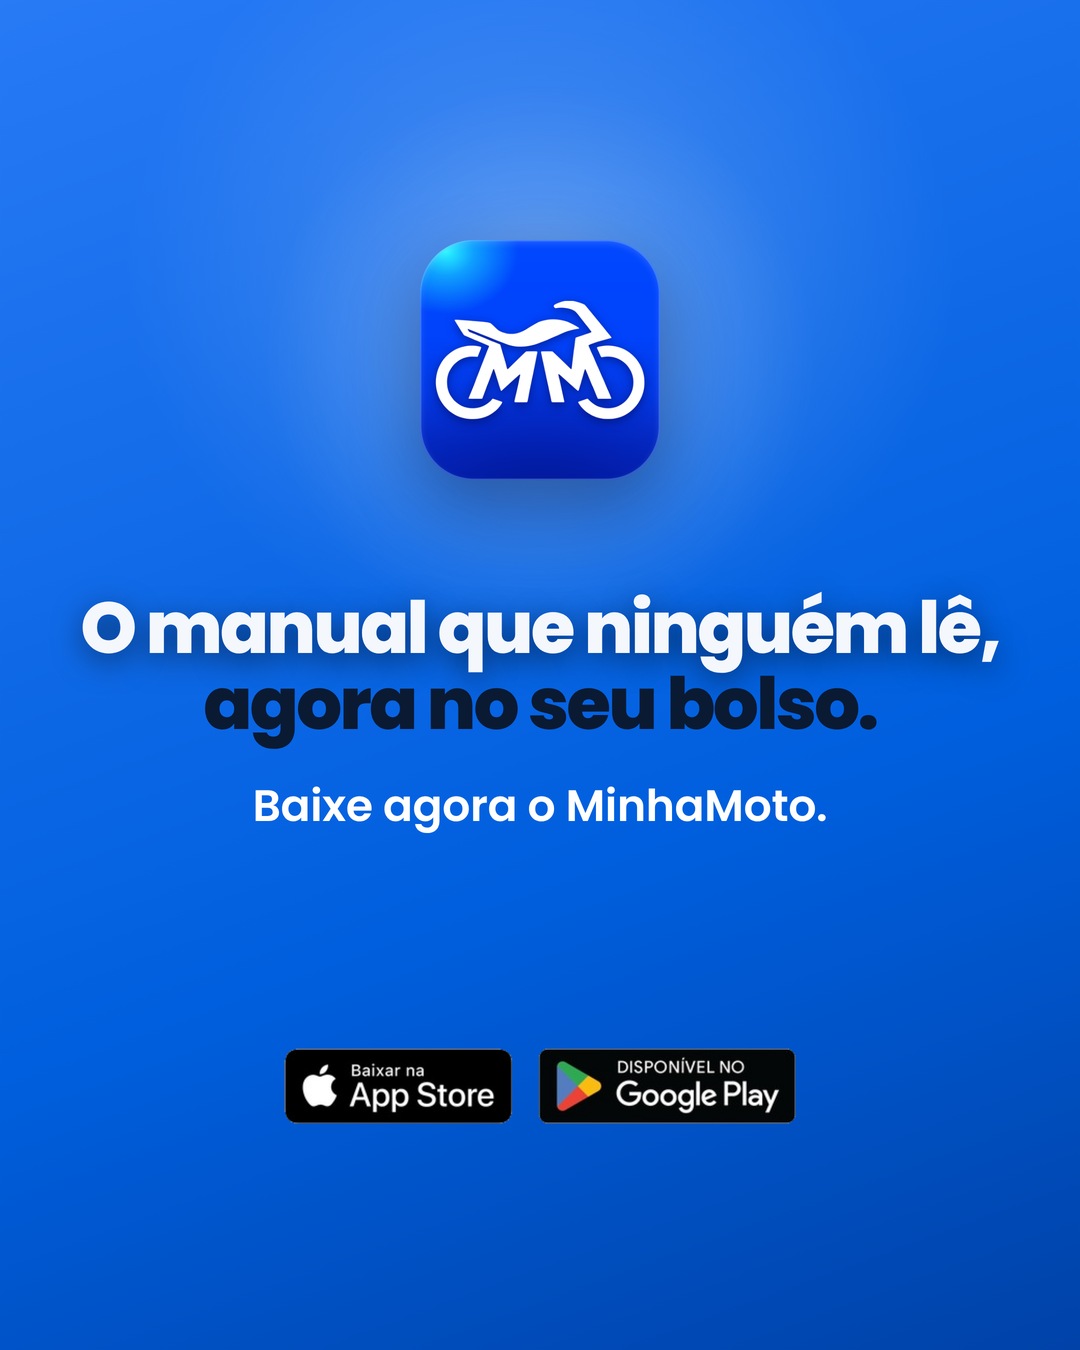 MM
O manual que ninguém lê,
agora no seu bolso.
Baixe agora o MinhaMoto.
Baixar na
App Store
DISPONÍVEL NO
Google Play